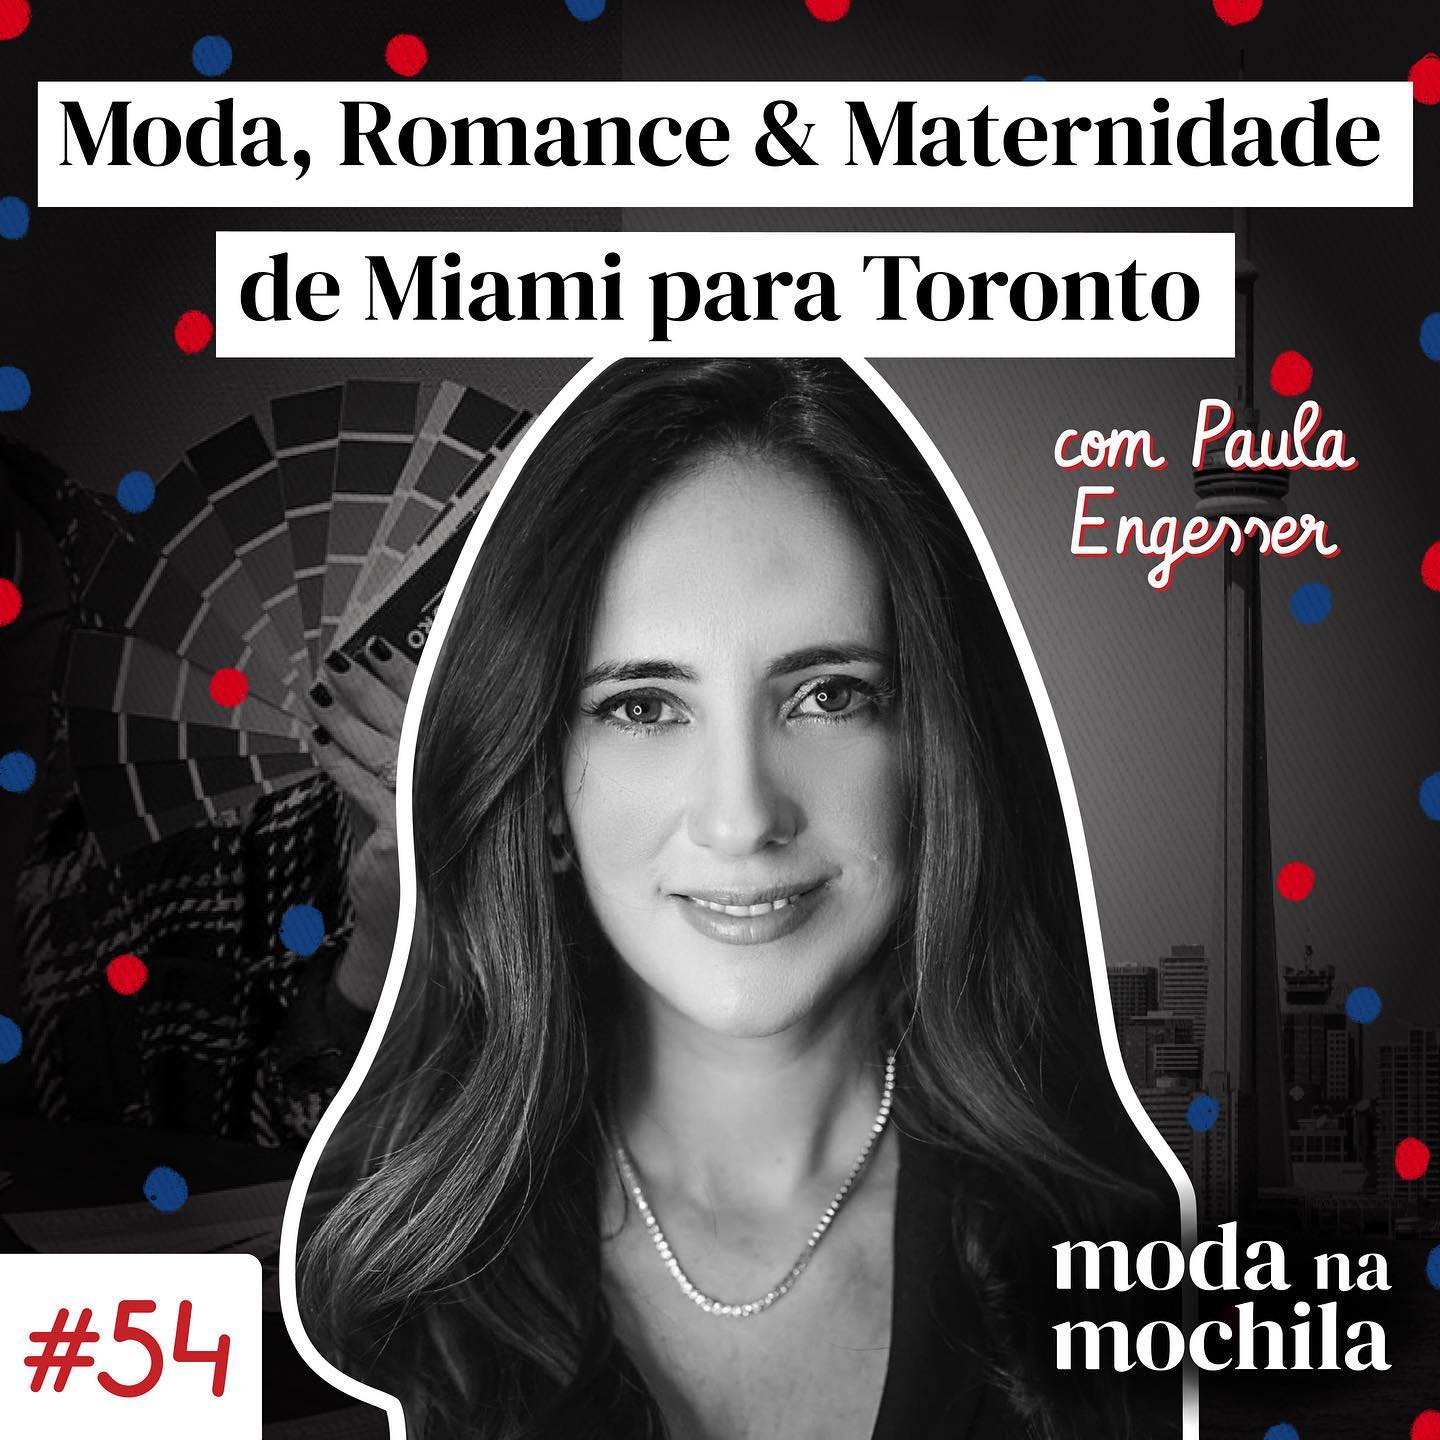 Moda, Romance & Maternidade
de Miami para Toronto
com Paula
Engesser
#54
moda na
mochila